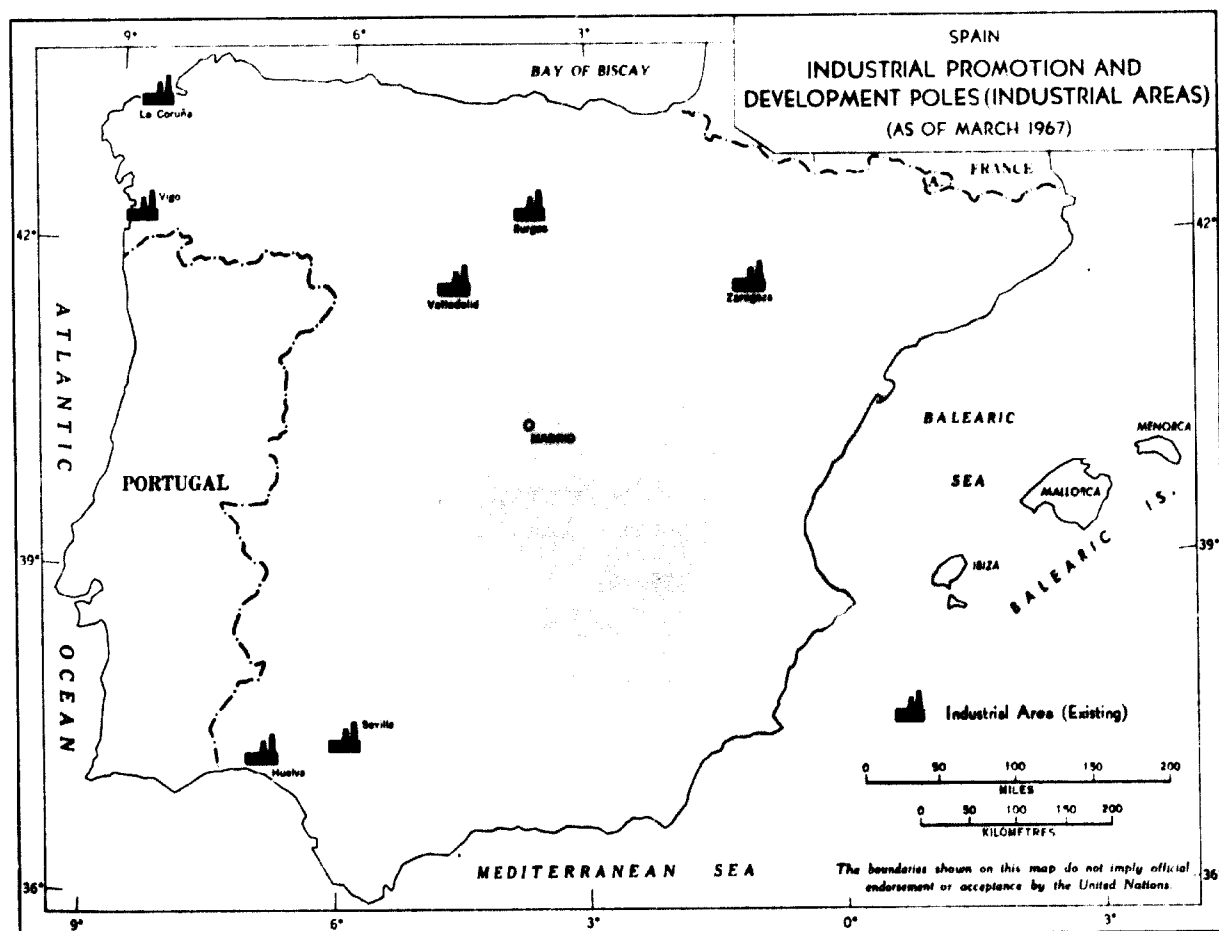 SPAIN
INDUSTRIAL PROMOTION AND
DEVELOPMENT POLES (INDUSTRIAL AREAS)
(AS OF MARCH 1967)
9°
6°
3°
BAY OF BISCAY
La Coruña
FRANCE
A.
Vigo
42°
Burgos
42°
Valladolid
Zaragoza
ATLANTIC
OCEAN
MADRID
PORTUGAL
BALEARIC
SEA
MENORCA
MALLORCA
IBIZA
BALEARIC IS.
39°
39°
Sevilla
Huelva
Industrial Area (Existing)
0 50 100 150 200
MILES
0 50 100 150 200
KILOMETRES
MEDITERRANEAN SEA
The boundaries shown on this map do not imply official
endorsement or acceptance by the United Nations.
36°
36°
9°
6°
3°
0°
3°